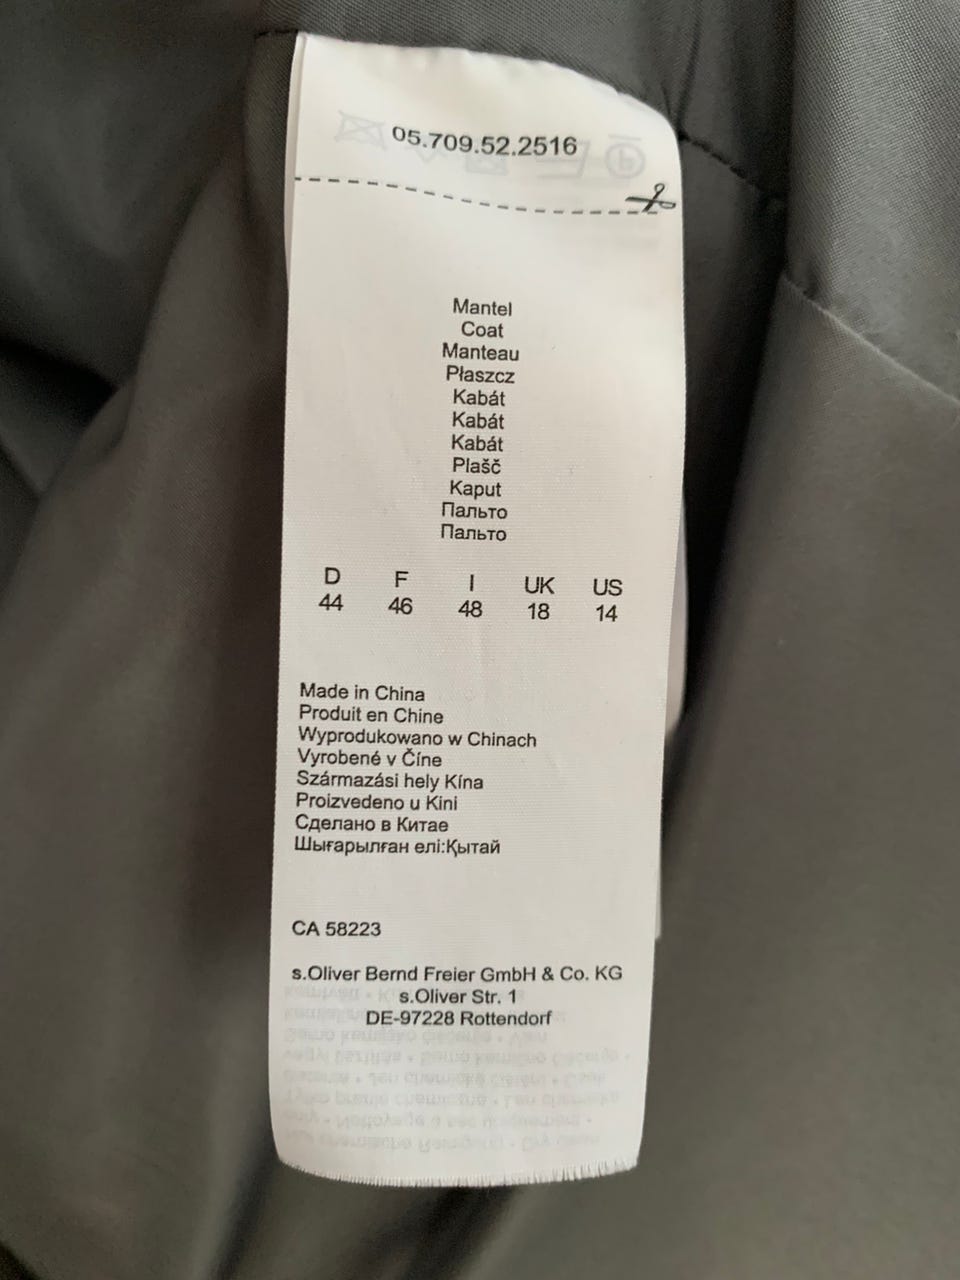 05.709.52.2516
Mantel
Coat
Manteau
Płaszcz
Kabát
Kabát
Kabát
Plašč
Kaput
Пальто
Пальто
D F I UK US
44 46 48 18 14
Made in China
Produit en Chine
Wyprodukowano w Chinach
Vyrobené v Číne
Származási hely Kína
Proizvedeno u Kini
Сделано в Китае
Шығарылған елі:Қытай
CA 58223
s.Oliver Bernd Freier GmbH & Co. KG
s.Oliver Str. 1
DE-97228 Rottendorf